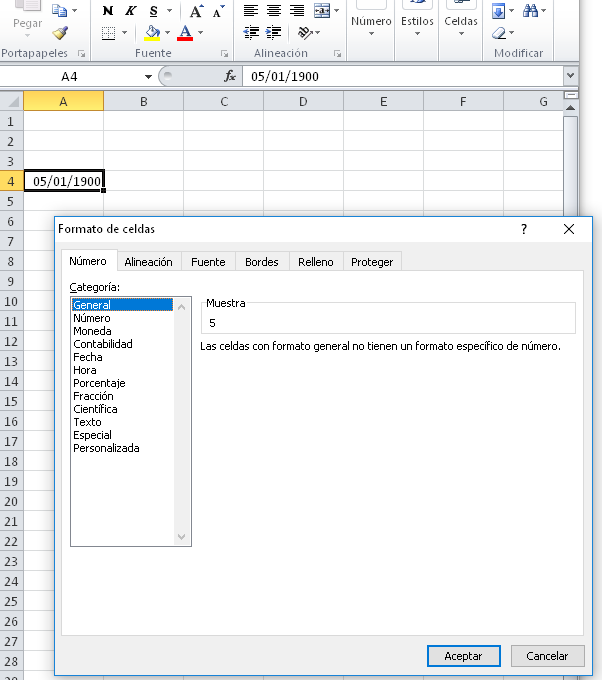 Pegar
N K S A A
A
Número Estilos Celdas
Portapapeles Fuente Alineación Modificar
A4 fx 05/01/1900
A B C D E F G
1
2
3
4 05/01/1900
5
6
7
8
9
10
11
12
13
14
15
16
17
18
19
20
21
22
23
24
25
26
27
28
Formato de celdas ?
Número Alineación Fuente Bordes Relleno Proteger
Categoría:
General
Número
Moneda
Contabilidad
Fecha
Hora
Porcentaje
Fracción
Científica
Texto
Especial
Personalizada
Muestra
5
Las celdas con formato general no tienen un formato específico de número.
Aceptar Cancelar